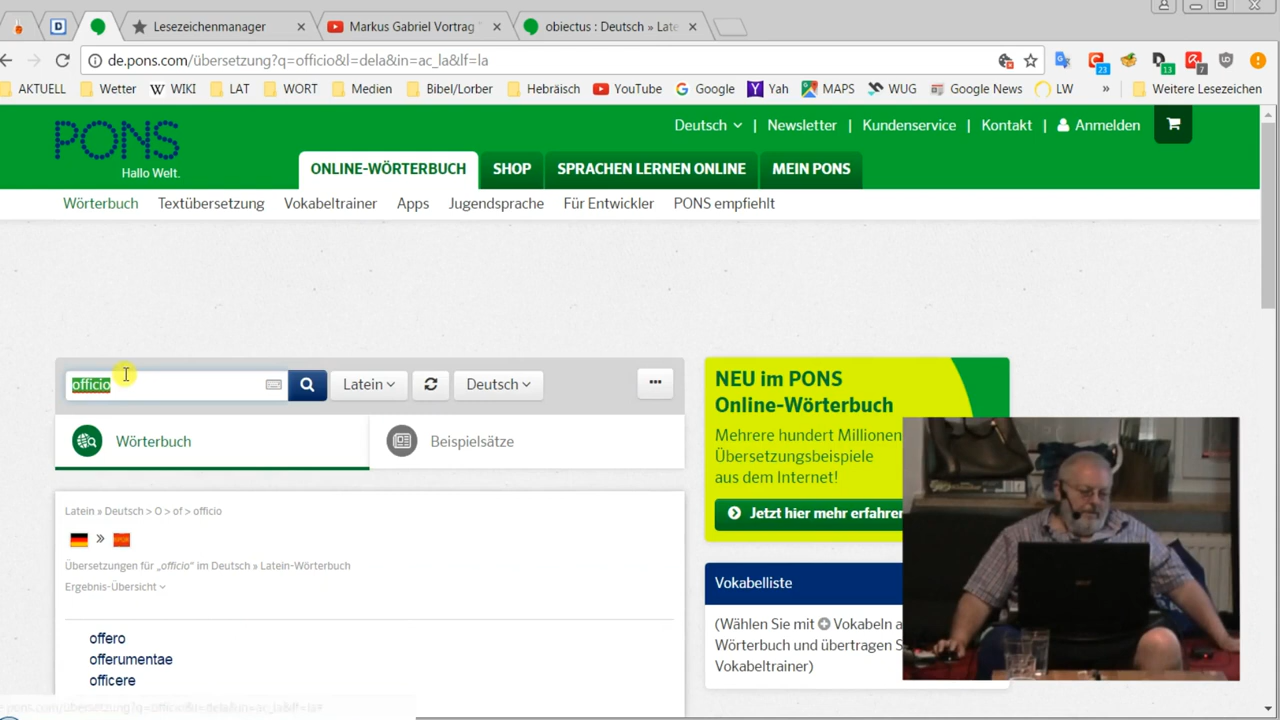 Lesezeichenmanager
Markus Gabriel Vortrag "
obiectus : Deutsch » Latein
de.pons.com/übersetzung?q=officio&l=dela&in=ac_la&lf=la
23
13
7
AKTUELL
Wetter
WIKI
LAT
WORT
Medien
Bibel/Lorber
Hebräisch
YouTube
Google
Yah
MAPS
WUG
Google News
LW
»
Weitere Lesezeichen
PONS
Hallo Welt.
Deutsch | Newsletter | Kundenservice | Kontakt | Anmelden
ONLINE-WÖRTERBUCH
SHOP
SPRACHEN LERNEN ONLINE
MEIN PONS
Wörterbuch
Textübersetzung
Vokabeltrainer
Apps
Jugendsprache
Für Entwickler
PONS empfiehlt
officio
Latein
Deutsch
Wörterbuch
Beispielsätze
NEU im PONS
Online-Wörterbuch
Mehrere hundert Millionen
Übersetzungsbeispiele
aus dem Internet!
Jetzt hier mehr erfahren
Latein » Deutsch > O > of > officio
»
Übersetzungen für „officio“ im Deutsch » Latein-Wörterbuch
Ergebnis-Übersicht
offero
offerumentae
officere
Vokabelliste
(Wählen Sie mit Vokabeln a
Wörterbuch und übertragen S
Vokabeltrainer)